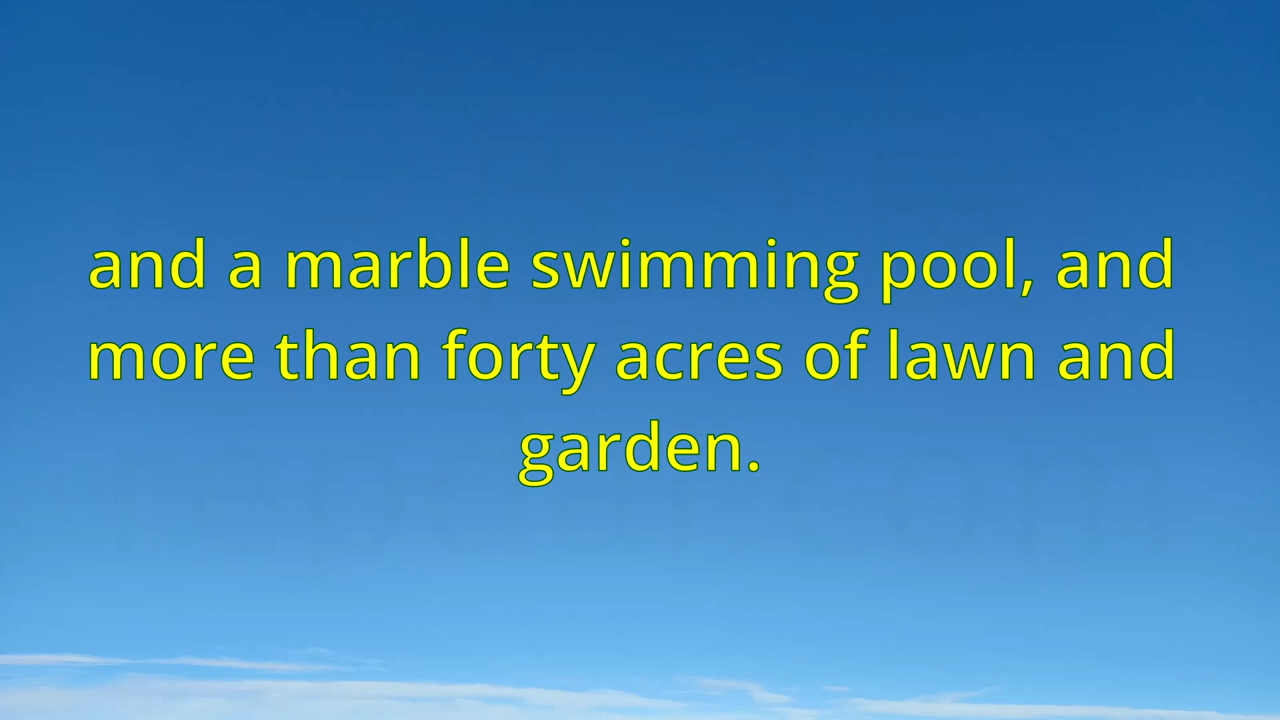 and a marble swimming pool, and
more than forty acres of lawn and
garden.